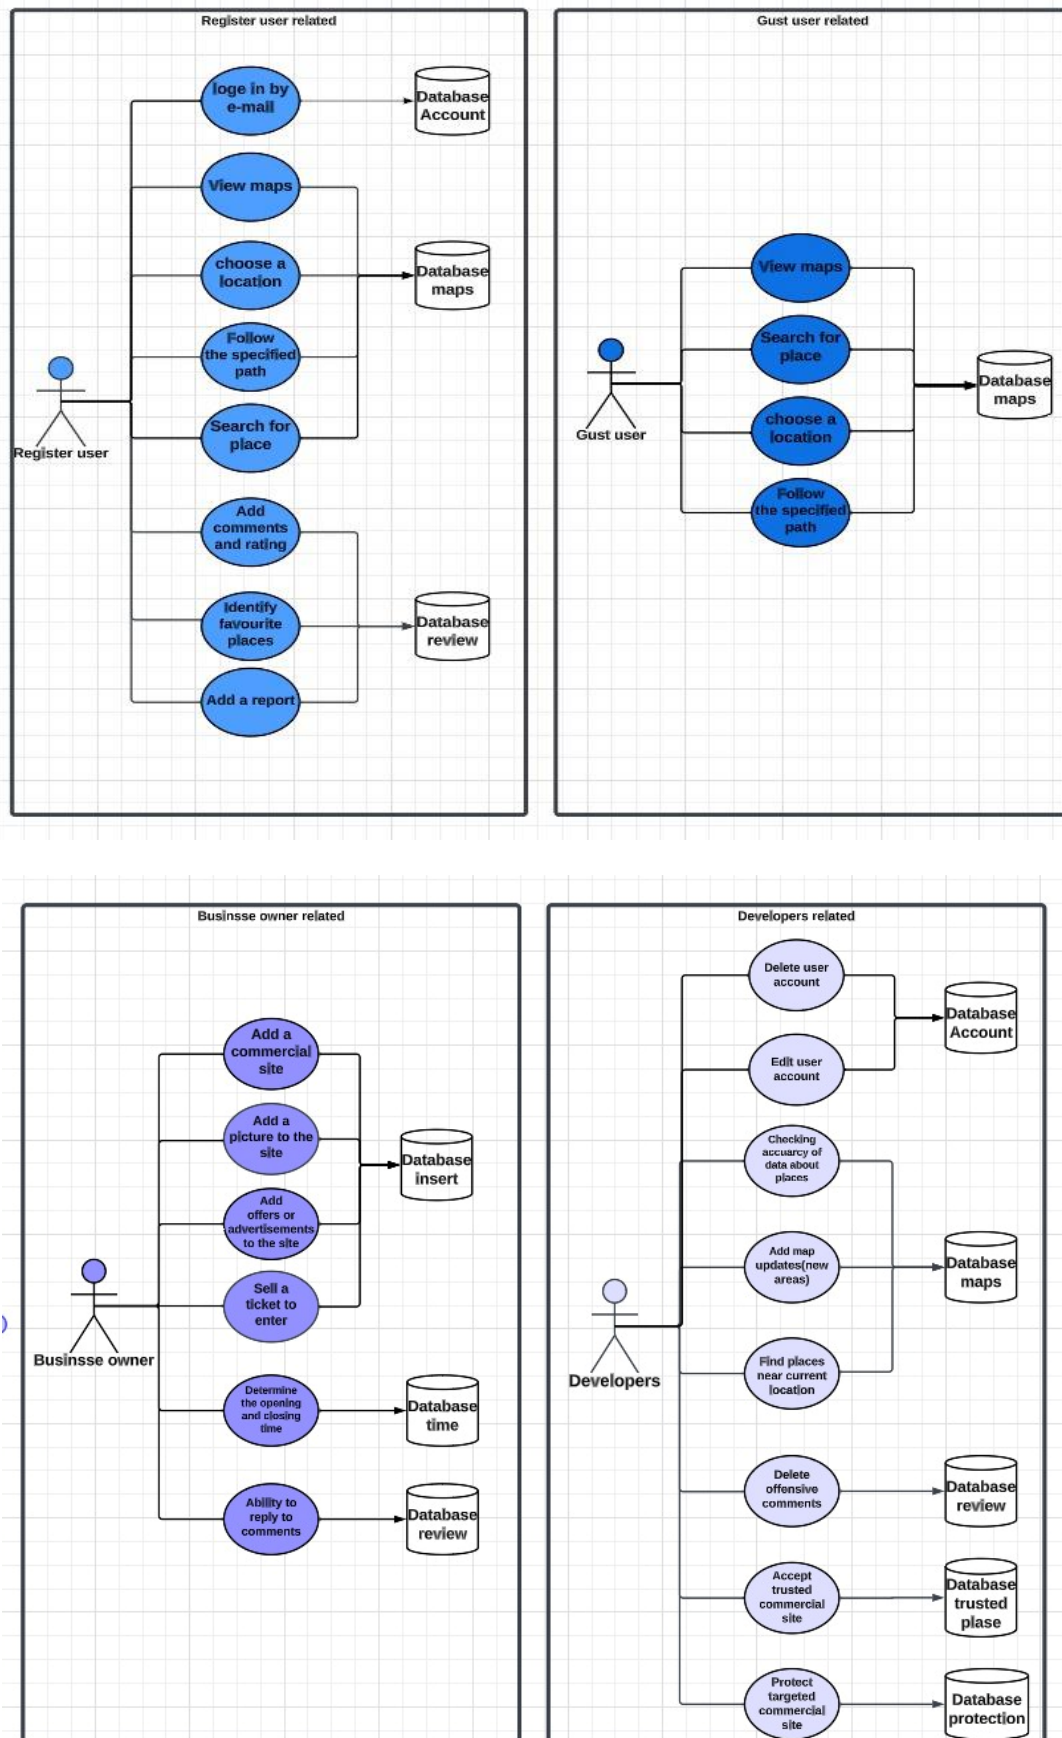 Register user related
loge in by
e-mail
Database
Account
View maps
choose a
location
Database
maps
Follow
the specified
path
Search for
place
Register user
Add
comments
and rating
Identify
favourite
places
Database
review
Add a report
Gust user related
View maps
Search for
place
choose a
location
Follow
the specified
path
Gust user
Database
maps
Businsse owner related
Add a
commercial
site
Add a
picture to the
site
Database
insert
Add
offers or
advertisements
to the site
Sell a
ticket to
enter
Businsse owner
Determine
the opening
and closing
time
Database
time
Ability to
reply to
comments
Database
review
Developers related
Delete user
account
Database
Account
Edit user
account
Checking
accuarcy of
data about
places
Add map
updates(new
areas)
Database
maps
Find places
near current
location
Developers
Delete
offensive
comments
Database
review
Accept
trusted
commercial
site
Database
trusted
plase
Protect
targeted
commercial
site
Database
protection